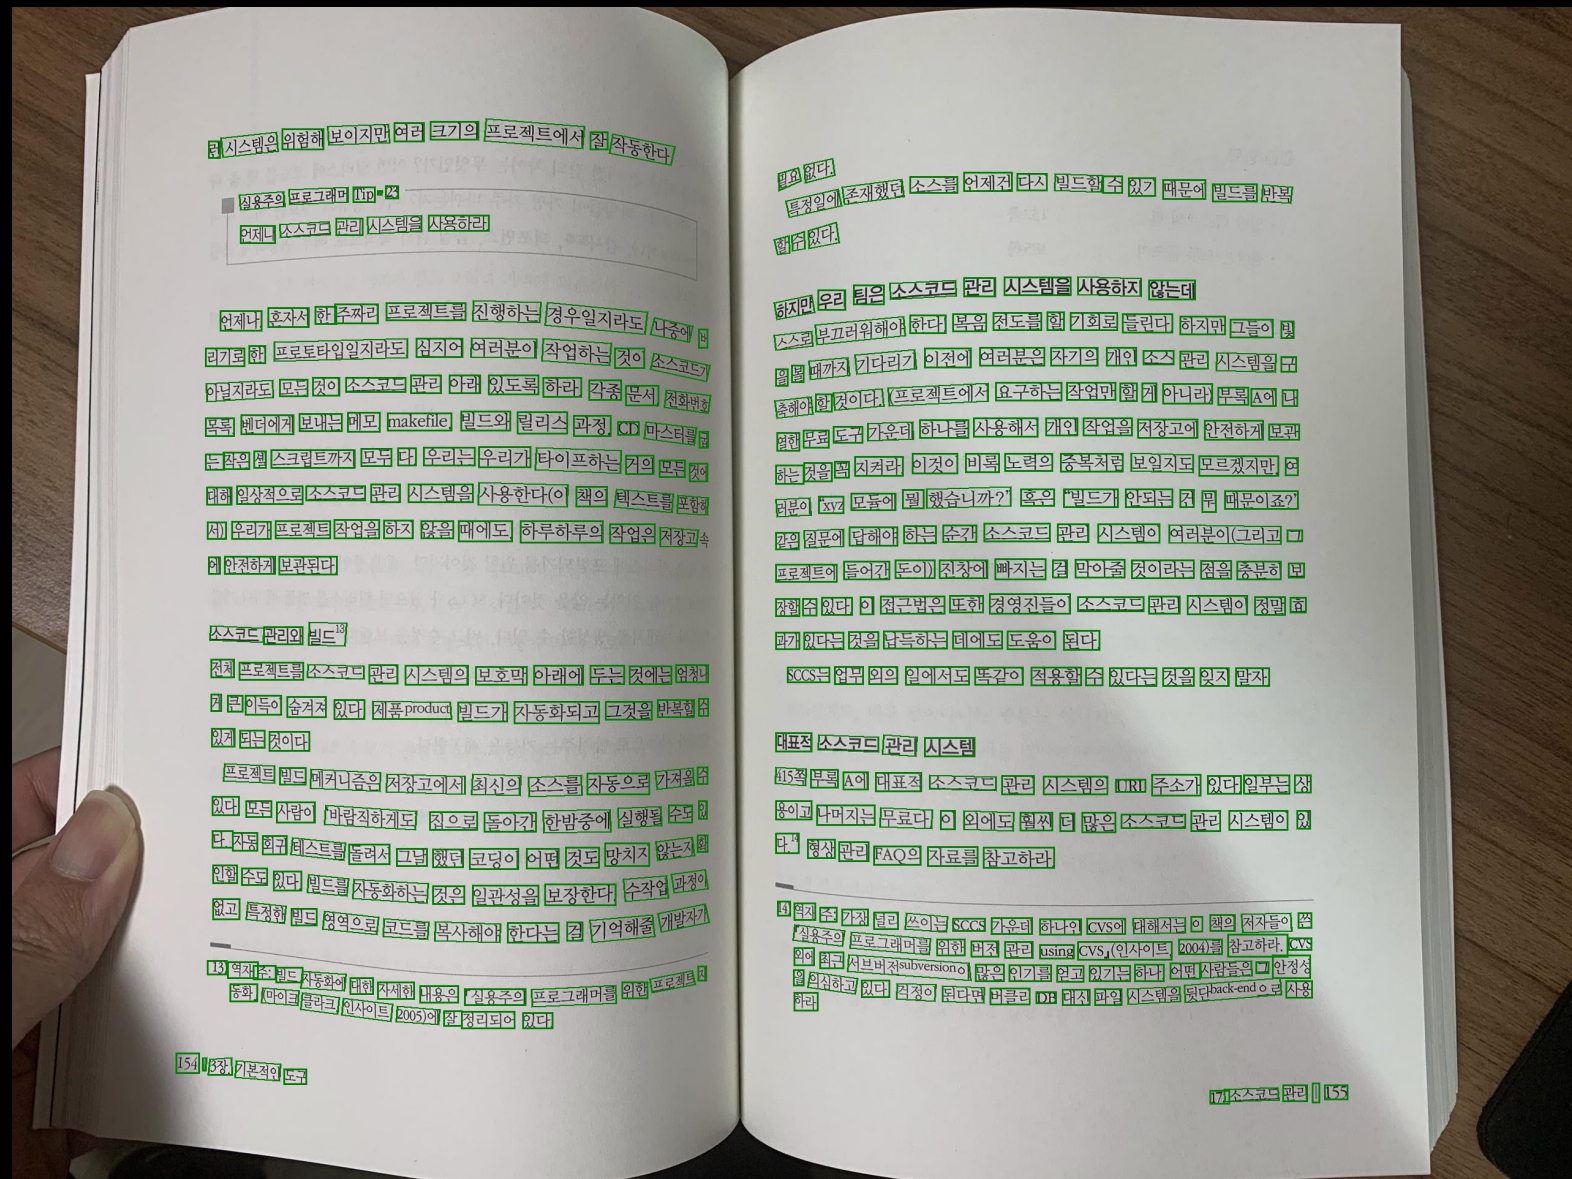 런 시스템은 위험해 보이지만 여러 크기의 프로젝트에서 잘 작동한다.
실용주의 프로그래머 Tip 23
언제나 소스코드 관리 시스템을 사용하라
언제나. 혼자서 한 주짜리 프로젝트를 진행하는 경우일지라도. 나중에 버
리기로 한 프로토타입일지라도. 심지어 여러분이 작업하는 것이 소스코드가
아닐지라도. 모든 것이 소스코드 관리 아래 있도록 하라. 각종 문서, 전화번호
목록, 벤더에게 보내는 메모, makefile, 빌드와 릴리스 과정, CD 마스터를 굽
는 작은 셸 스크립트까지 모두 다. 우리는 우리가 타이프하는 거의 모든 것에
대해 일상적으로 소스코드 관리 시스템을 사용한다(이 책의 텍스트를 포함해
서). 우리가 프로젝트 작업을 하지 않을 때에도, 하루하루의 작업은 저장고 속
에 안전하게 보관된다.
소스코드 관리와 빌드13
전체 프로젝트를 소스코드 관리 시스템의 보호막 아래에 두는 것에는 엄청나
게 큰 이득이 숨겨져 있다. 제품product 빌드가 자동화되고 그것을 반복할 수
있게 되는 것이다.
프로젝트 빌드 메커니즘은 저장고에서 최신의 소스를 자동으로 가져올 수
있다. 모든 사람이 (바람직하게도) 집으로 돌아간 한밤중에 실행될 수도 있
다. 자동 회귀 테스트를 돌려서 그날 했던 코딩이 어떤 것도 망치지 않는지 확
인할 수도 있다. 빌드를 자동화하는 것은 일관성을 보장한다. 수작업 과정이
없고, 특정한 빌드 영역으로 코드를 복사해야 한다는 걸 기억해줄 개발자가
13 역자 주: 빌드 자동화에 대한 자세한 내용은 『실용주의 프로그래머를 위한 프로젝트 자
동화』(마이크 클라크, 인사이트, 2005)에 잘 정리되어 있다.
154 | 3장. 기본적인 도구
필요 없다.
특정일에 존재했던 소스를 언제건 다시 빌드할 수 있기 때문에 빌드를 반복
할 수 있다.
하지만 우리 팀은 소스코드 관리 시스템을 사용하지 않는데
스스로 부끄러워해야 한다! 복음 전도를 할 기회로 들린다! 하지만 그들이 빛
을 볼 때까지 기다리기 이전에, 여러분은 자기의 개인 소스 관리 시스템을 구
축해야 할 것이다. (프로젝트에서 요구하는 작업만 할 게 아니라) 부록 A에 나
열한 무료 도구 가운데 하나를 사용해서 개인 작업을 저장고에 안전하게 보관
하는 것을 꼭 지켜라. 이것이 비록 노력의 중복처럼 보일지도 모르겠지만, 여
러분이 "xyz 모듈에 뭘 했습니까?" 혹은 "빌드가 안되는 건 뭐 때문이죠?"
같은 질문에 답해야 하는 순간 소스코드 관리 시스템이 여러분이(그리고 그
프로젝트에 들어간 돈이) 진창에 빠지는 걸 막아줄 것이라는 점을 충분히 보
장할 수 있다. 이 접근법은 또한 경영진들이 소스코드 관리 시스템이 정말 효
과가 있다는 것을 납득하는 데에도 도움이 된다.
SCCS는 업무 외의 일에서도 똑같이 적용할 수 있다는 것을 잊지 말자.
대표적 소스코드 관리 시스템
415쪽 부록 A에 대표적 소스코드 관리 시스템의 URL 주소가 있다. 일부는 상
용이고, 나머지는 무료다. 이 외에도 훨씬 더 많은 소스코드 관리 시스템이 있
다.14 형상 관리 FAQ의 자료를 참고하라.
14 역자 주: 가장 널리 쓰이는 SCCS 가운데 하나인 CVS에 대해서는 이 책의 저자들이 쓴
『실용주의 프로그래머를 위한 버전 관리 using CVS』(인사이트, 2004)를 참고하라. CVS
외에 최근 서브버전subversion이 많은 인기를 얻고 있기는 하나 어떤 사람들은 그 안정성
을 의심하고 있다. 걱정이 된다면 버클리 DB 대신 파일 시스템을 뒷단back-end으로 사용
하라.
17. 소스코드 관리 | 155